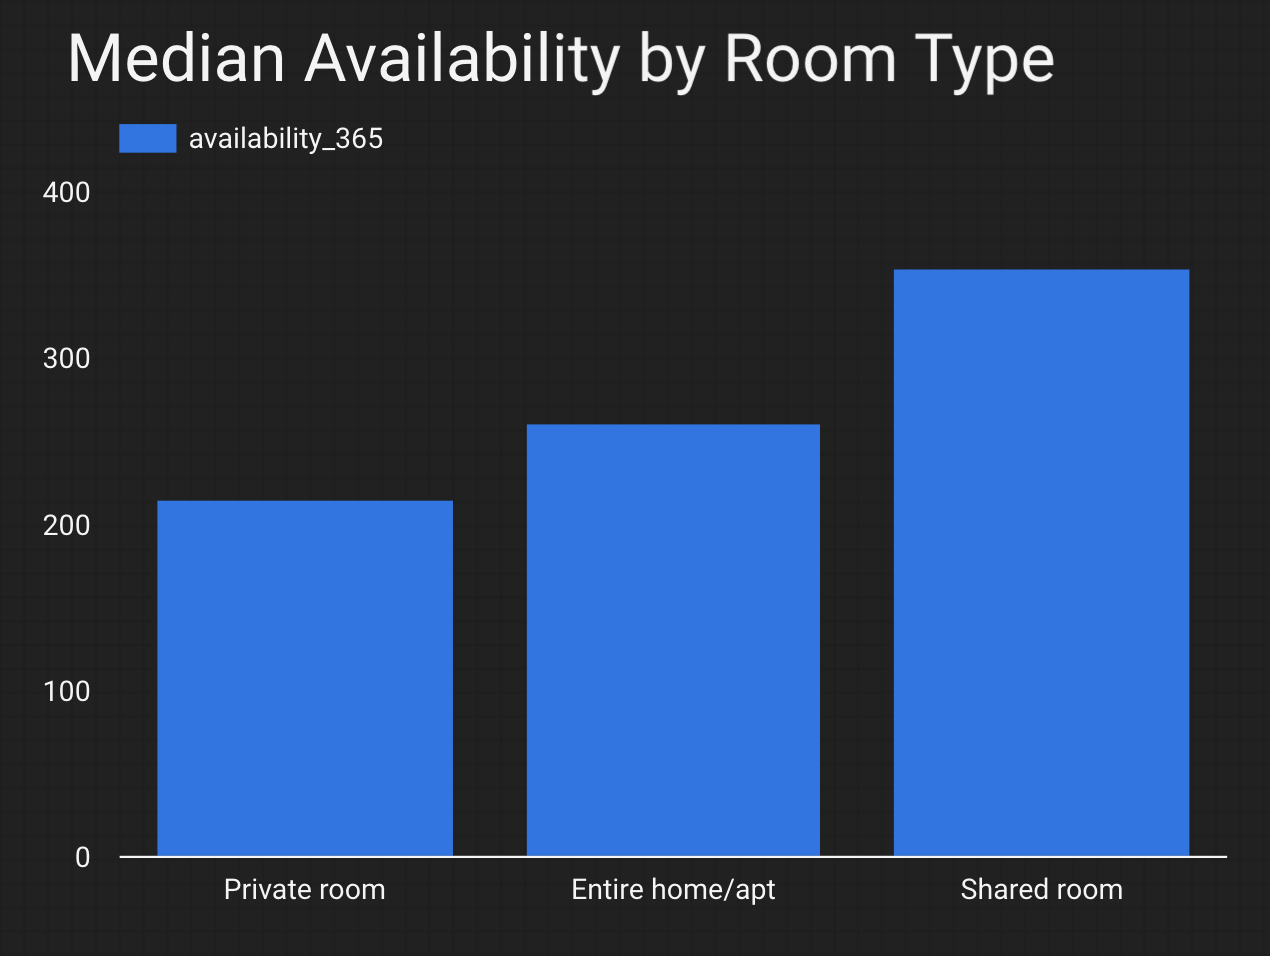 Median Availability by Room Type
availability_365
400
300
200
100
0
Private room
Entire home/apt
Shared room